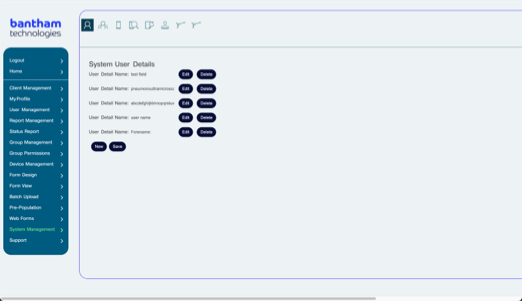 bantham
technologies
Logout
Home
Client Management
MyProfile
User Management
Report Management
Status Report
Group Management
Group Permissions
Device Management
Form Design
Form View
Batch Upload
Pre-Population
Web Forms
System Management
Support
System User Details
User Detail Name: test field Edit Delete
User Detail Name: Edit Delete
User Detail Name: Edit Delete
User Detail Name: user name Edit Delete
User Detail Name: Forename Edit Delete
New Save